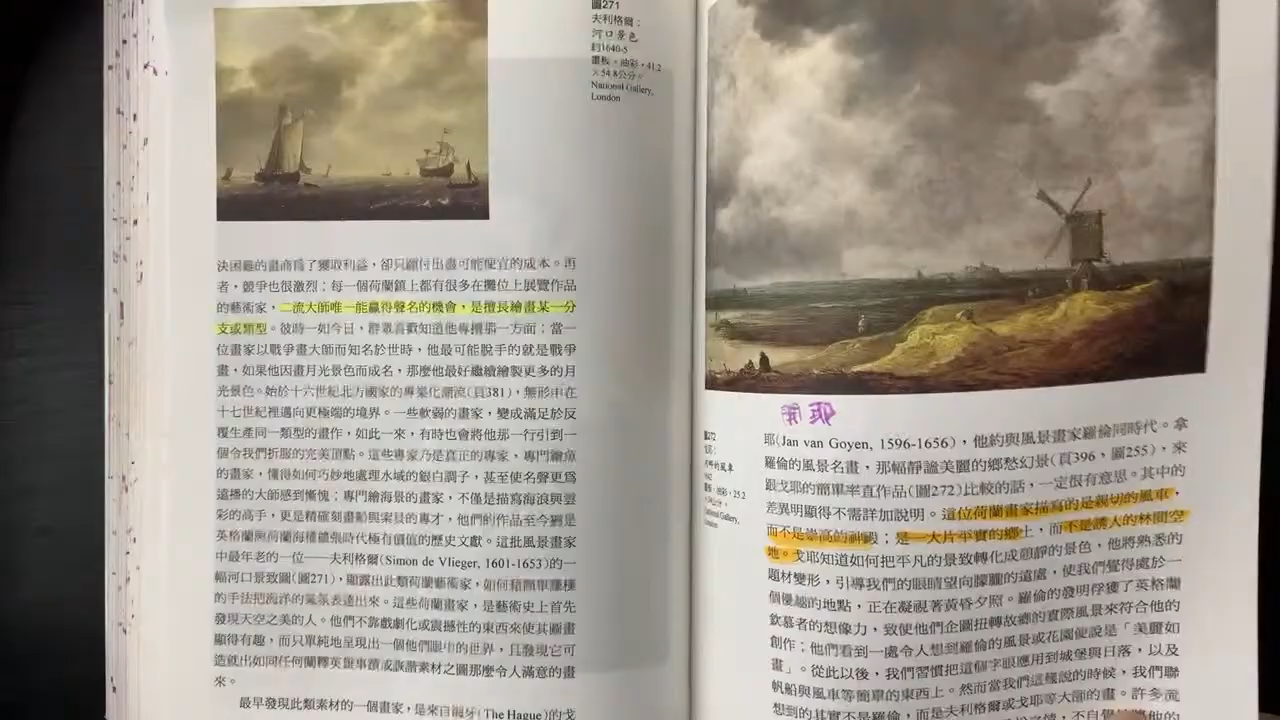 圖271
夫利格爾：
河口景色
約1640-5
畫板，油彩，41.2
×54.8公分。
National Gallery,
London
決困難的畫商為了獲取利益，卻只願付出盡可能便宜的成本。再
者，競爭也很激烈；每一個荷蘭鎮上都有很多在攤位上展覽作品
的藝術家，二流大師唯一能贏得聲名的機會，是擅長繪畫某一分
支或類型。彼時一如今日，群眾喜歡知道他專擅那一方面：當一
位畫家以戰爭畫大師而知名於世時，他最可能脫手的就是戰爭
畫，如果他因畫月光景色而成名，那麼他最好繼續繪製更多的月
光景色。始於十六世紀北方國家的專業化潮流(頁381)，無形中在
十七世紀裡邁向更極端的境界。一些軟弱的畫家，變成滿足於反
覆生產同一類型的畫作，如此一來，有時也會將他那一行引到一
個令我們折服的完美頂點。這些專家乃是真正的專家，專門繪魚
的畫家，懂得如何巧妙地處理水域的銀白調子，甚至使名聲更為
遠播的大師感到慚愧；專門繪海景的畫家，不僅是描寫海浪與雲
彩的高手，更是精確刻畫船與索具的專才，他們的作品至今猶是
英格蘭與荷蘭海權擴張時代極有價值的歷史文獻。這批風景畫家
中最年老的一位——夫利格爾(Simon de Vlieger, 1601-1653)的一
幅河口景致圖(圖271)，顯露出此類荷蘭藝術家，如何藉簡單謙穫
的手法把海洋的氣氛表達出來。這些荷蘭畫家，是藝術史上首先
發現天空之美的人。他們不靠戲劇化或震撼性的東西來使其圖畫
顯得有趣，而只單純地呈現出一個他們眼中的世界，且發現它可
造就出如同任何闡釋英雄事蹟或詼諧素材之圖那麼令人滿意的畫
來。
最早發現此類素材的一個畫家，是來自海牙(The Hague)的戈
圖272
的風車
25.2
National Gallery,
London
耶(Jan van Goyen, 1596-1656)，他約與風景畫家羅倫同時代。拿
羅倫的風景名畫，那幅靜謐美麗的鄉愁幻景(頁396，圖255)，來
跟戈耶的簡單率直作品(圖272)比較的話，一定很有意思。其中的
差異明顯得不需詳加說明。這位荷蘭畫家描寫的是親切的風車，
而不是崇高的神殿；是一大片平實的鄉土，而不是誘人的林間空
地。戈耶知道如何把平凡的景致轉化成憩靜的景色，他將熟悉的
題材變形，引導我們的眼睛望向朦朧的遠處，使我們覺得處於一
個優越的地點，正在凝視著黃昏夕照。羅倫的發明俘獲了英格蘭
欽慕者的想像力，致使他們企圖扭轉故鄉的實際風景來符合他的
創作；他們看到一處令人想到羅倫的風景或花園便說是「美麗如
畫」。從此以後，我們習慣把這個字眼應用到城堡與日落，以及
帆船與風車等簡單的東西上。然而當我們這樣說的時候，我們聯
想到的其實不是羅倫，而是夫利格爾或戈耶等大師的畫。許多流